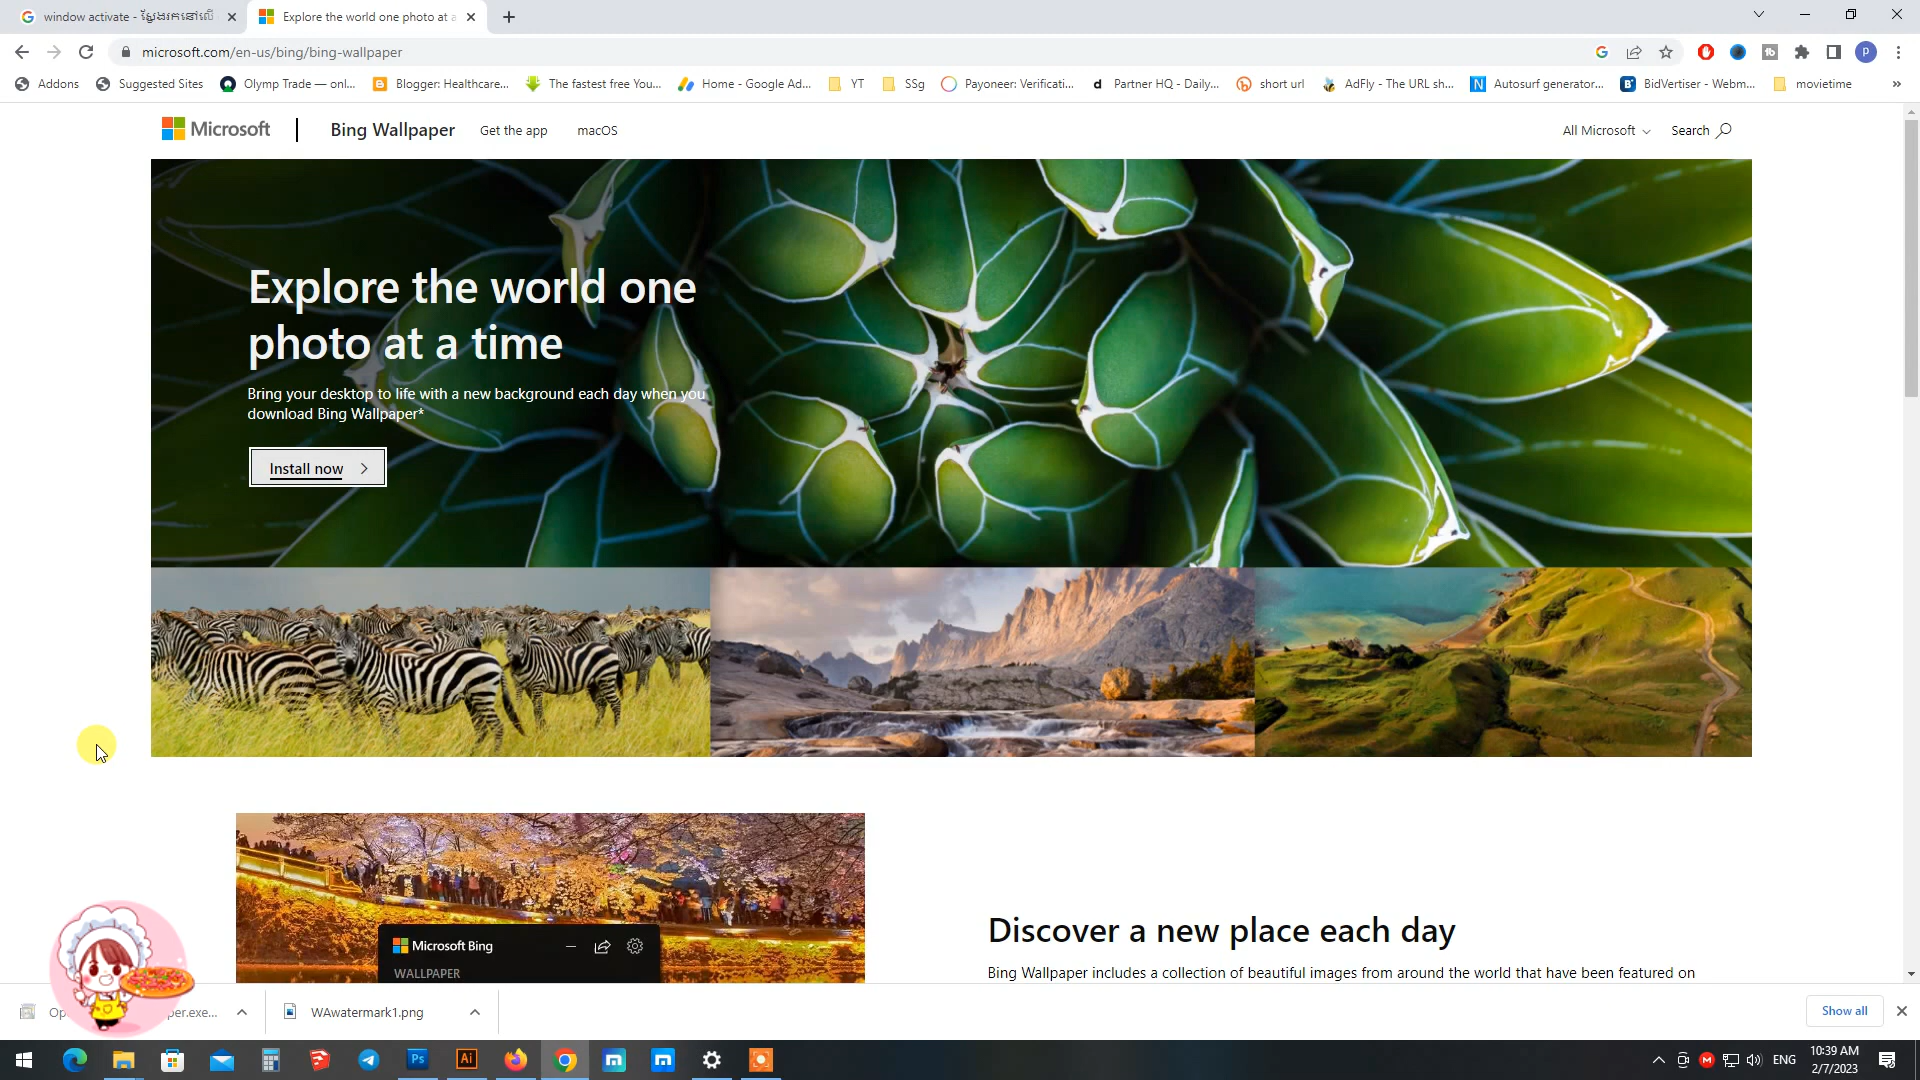 window activate - ស្វែងរកនៅលើ
Explore the world one photo at a
microsoft.com/en-us/bing/bing-wallpaper
Addons
Suggested Sites
Olymp Trade — onl...
Blogger: Healthcare...
The fastest free You...
Home - Google Ad...
YT
SSg
Payoneer: Verificati...
Partner HQ - Daily...
short url
AdFly - The URL sh...
Autosurf generator...
BidVertiser - Webm...
movietime
»
Microsoft
Bing Wallpaper
Get the app
macOS
All Microsoft
Search
Explore the world one
photo at a time
Bring your desktop to life with a new background each day when you
download Bing Wallpaper*
Install now
Discover a new place each day
Microsoft Bing
WALLPAPER
Bing Wallpaper includes a collection of beautiful images from around the world that have been featured on
per.exe...
WAwatermark1.png
Show all
Ps
Ai
ENG
10:39 AM
2/7/2023